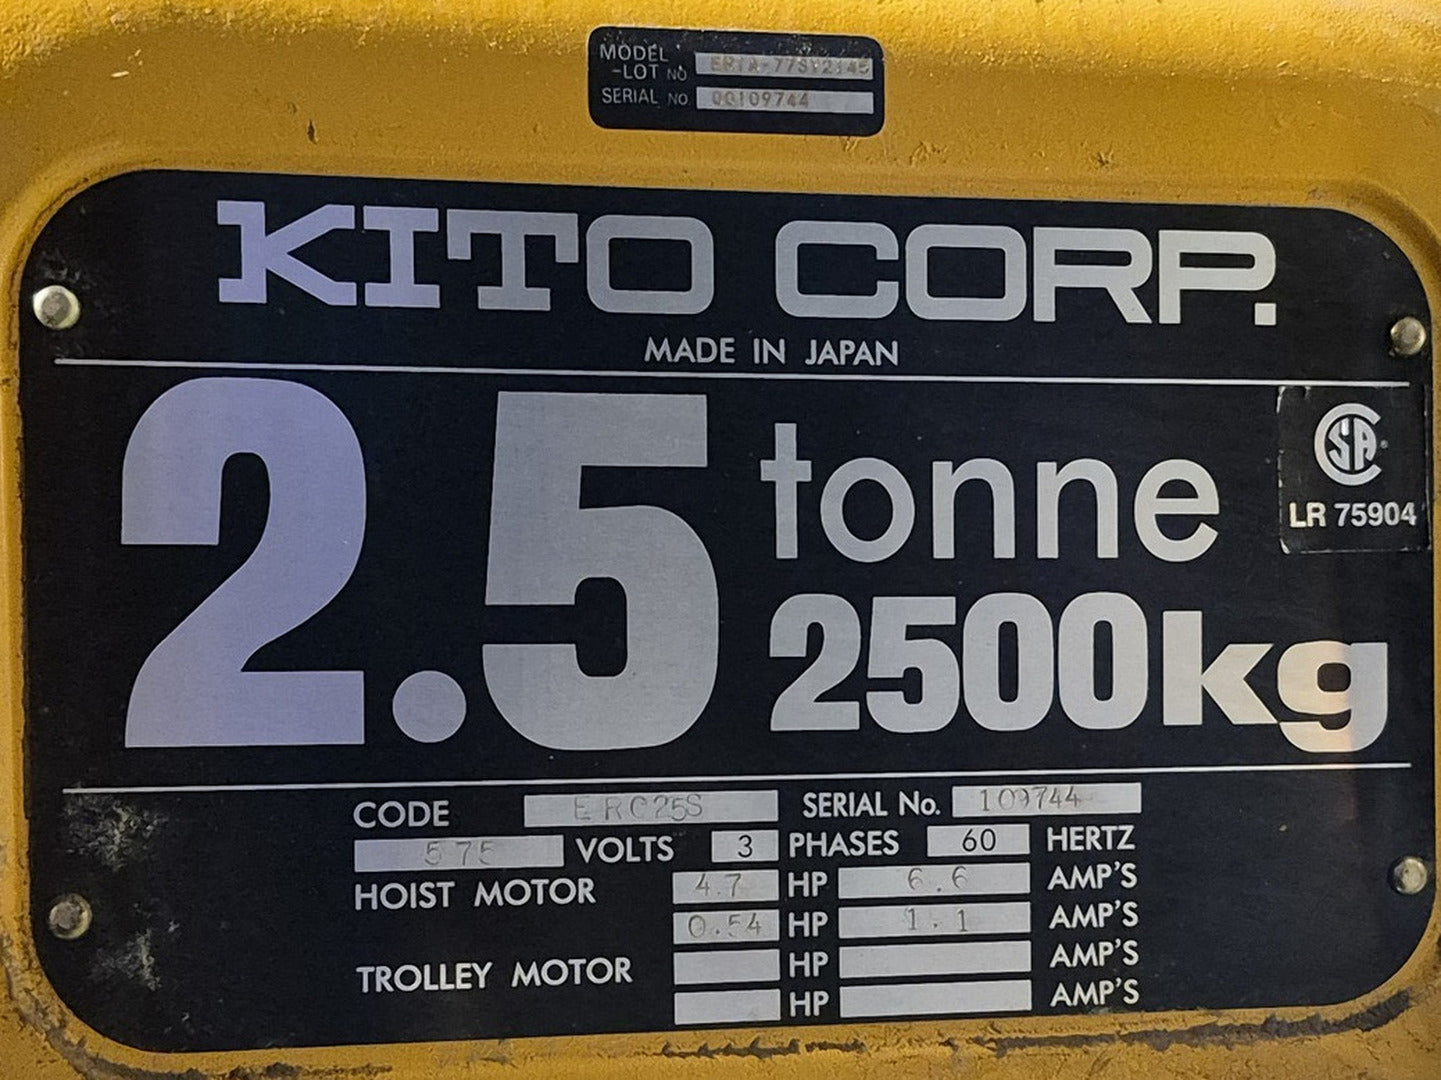 MODEL
-LOT NO
SERIAL NO. 00109744
KITO CORP.
MADE IN JAPAN
2.5 tonne
2500kg
CSA
LR 75904
CODE ERC25S SERIAL No. 109744
575 VOLTS 3 PHASES 60 HERTZ
HOIST MOTOR 4.7 HP 6.6 AMP'S
0.54 HP 1.1 AMP'S
TROLLEY MOTOR HP AMP'S
HP AMP'S